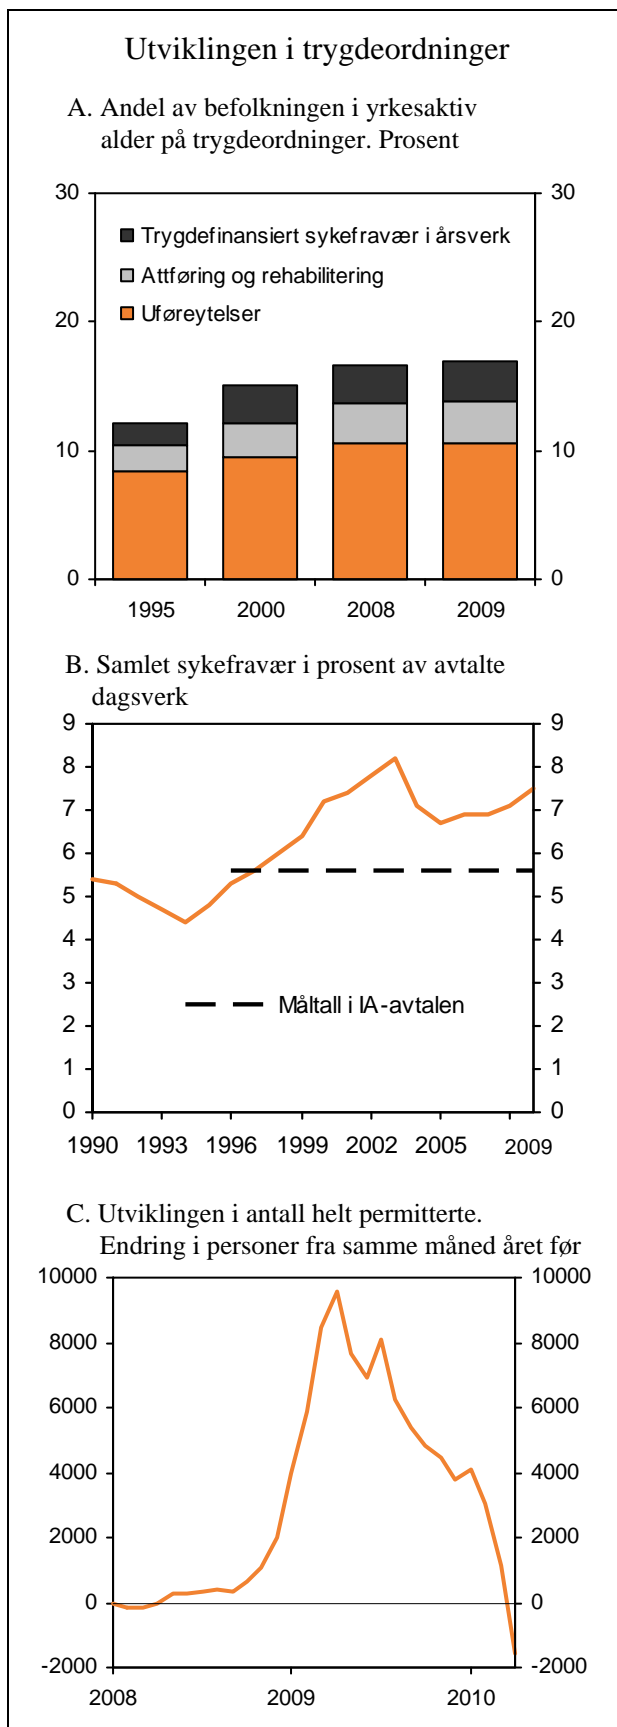 Utviklingen i trygdeordninger
A. Andel av befolkningen i yrkesaktiv
alder på trygdeordninger. Prosent
30 30
Trygdefinansiert sykefravær i årsverk
Attføring og rehabilitering
Uføreytelser
20 20
10 10
0 0
1995 2000 2008 2009
B. Samlet sykefravær i prosent av avtalte
dagsverk
9 9
8 8
7 7
6 6
5 5
4 4
3 3
Måltall i IA-avtalen
2 2
1 1
0 0
1990 1993 1996 1999 2002 2005 2009
C. Utviklingen i antall helt permitterte.
Endring i personer fra samme måned året før
10000 10000
8000 8000
6000 6000
4000 4000
2000 2000
0 0
-2000 -2000
2008 2009 2010